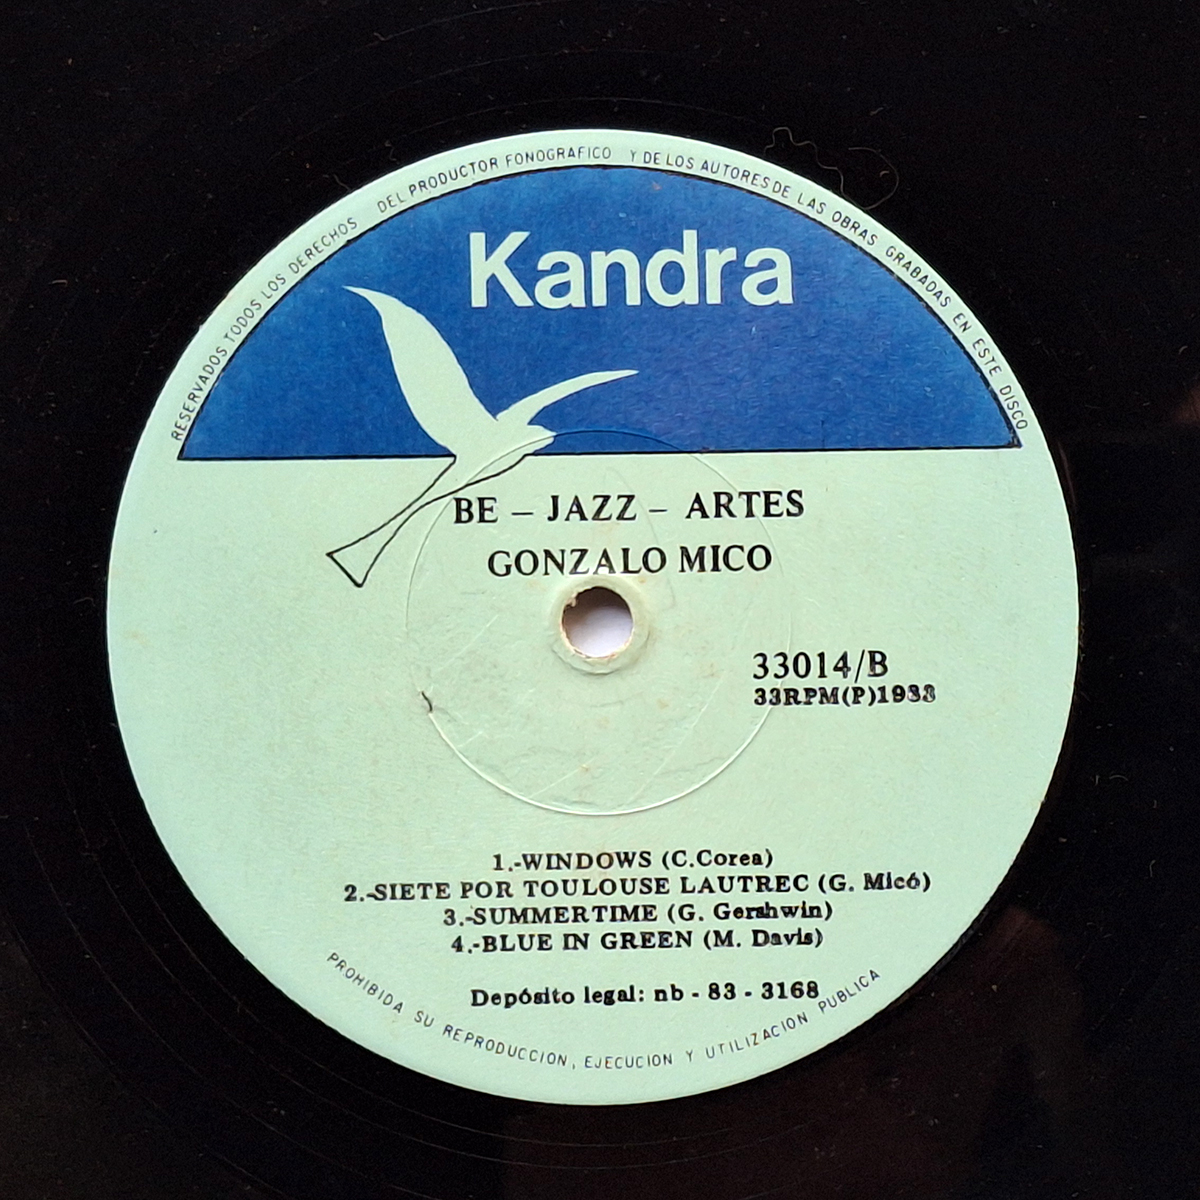 RESERVADOS TODOS LOS DERECHOS DEL PRODUCTOR FONOGRAFICO Y DE LOS AUTORES DE LAS OBRAS GRABADAS EN ESTE DISCO
Kandra
BE – JAZZ – ARTES
GONZALO MICO
33014/B
33RPM(P)1983
1.-WINDOWS (C.Corea)
2.-SIETE POR TOULOUSE LAUTREC (G. Micó)
3.-SUMMERTIME (G. Gershwin)
4.-BLUE IN GREEN (M. Davis)
Depósito legal: nb - 83 - 3168
PROHIBIDA SU REPRODUCCION, EJECUCION Y UTILIZACION PUBLICA